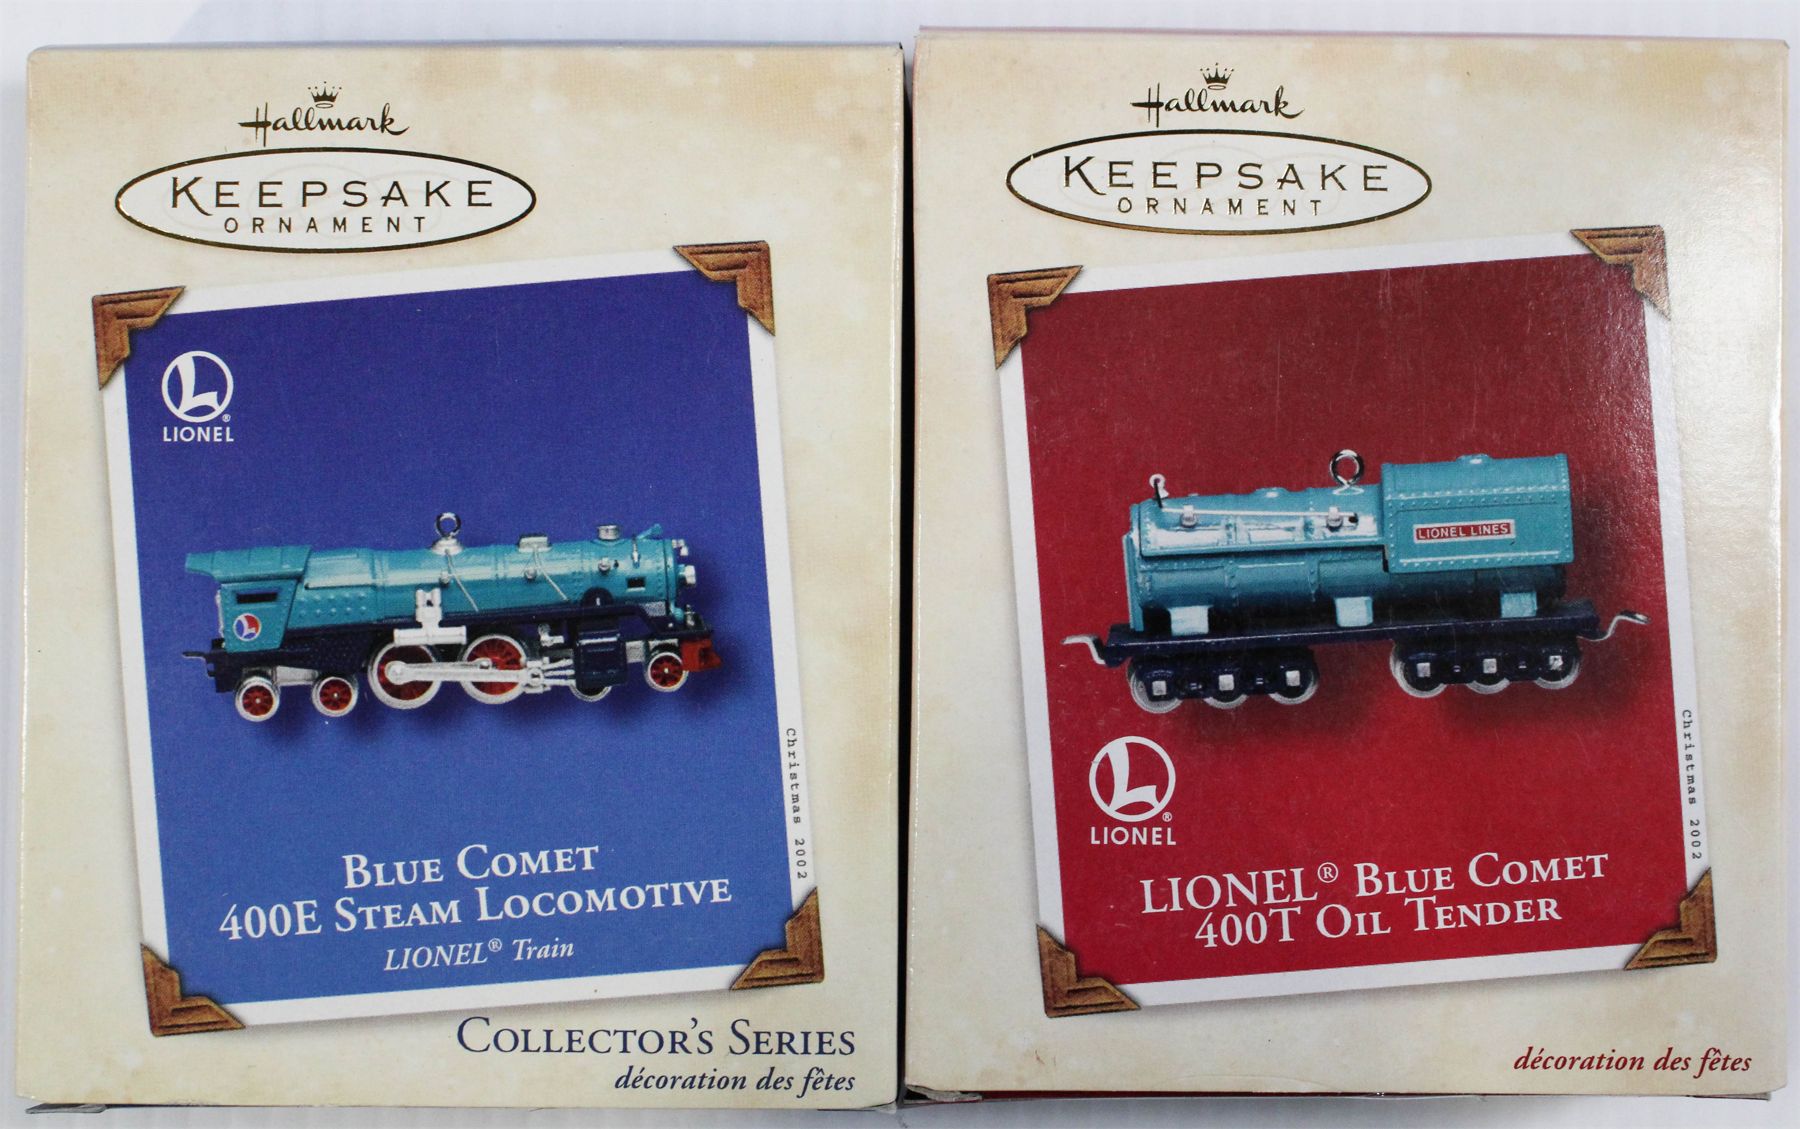 Hallmark
KEEPSAKE
ORNAMENT
L
®
LIONEL
Christmas 2002
BLUE COMET
400E STEAM LOCOMOTIVE
LIONEL® Train
COLLECTOR'S SERIES
décoration des fêtes
Hallmark
KEEPSAKE
ORNAMENT
LIONEL LINES
L
®
LIONEL
Christmas 2002
LIONEL® BLUE COMET
400T OIL TENDER
décoration des fêtes